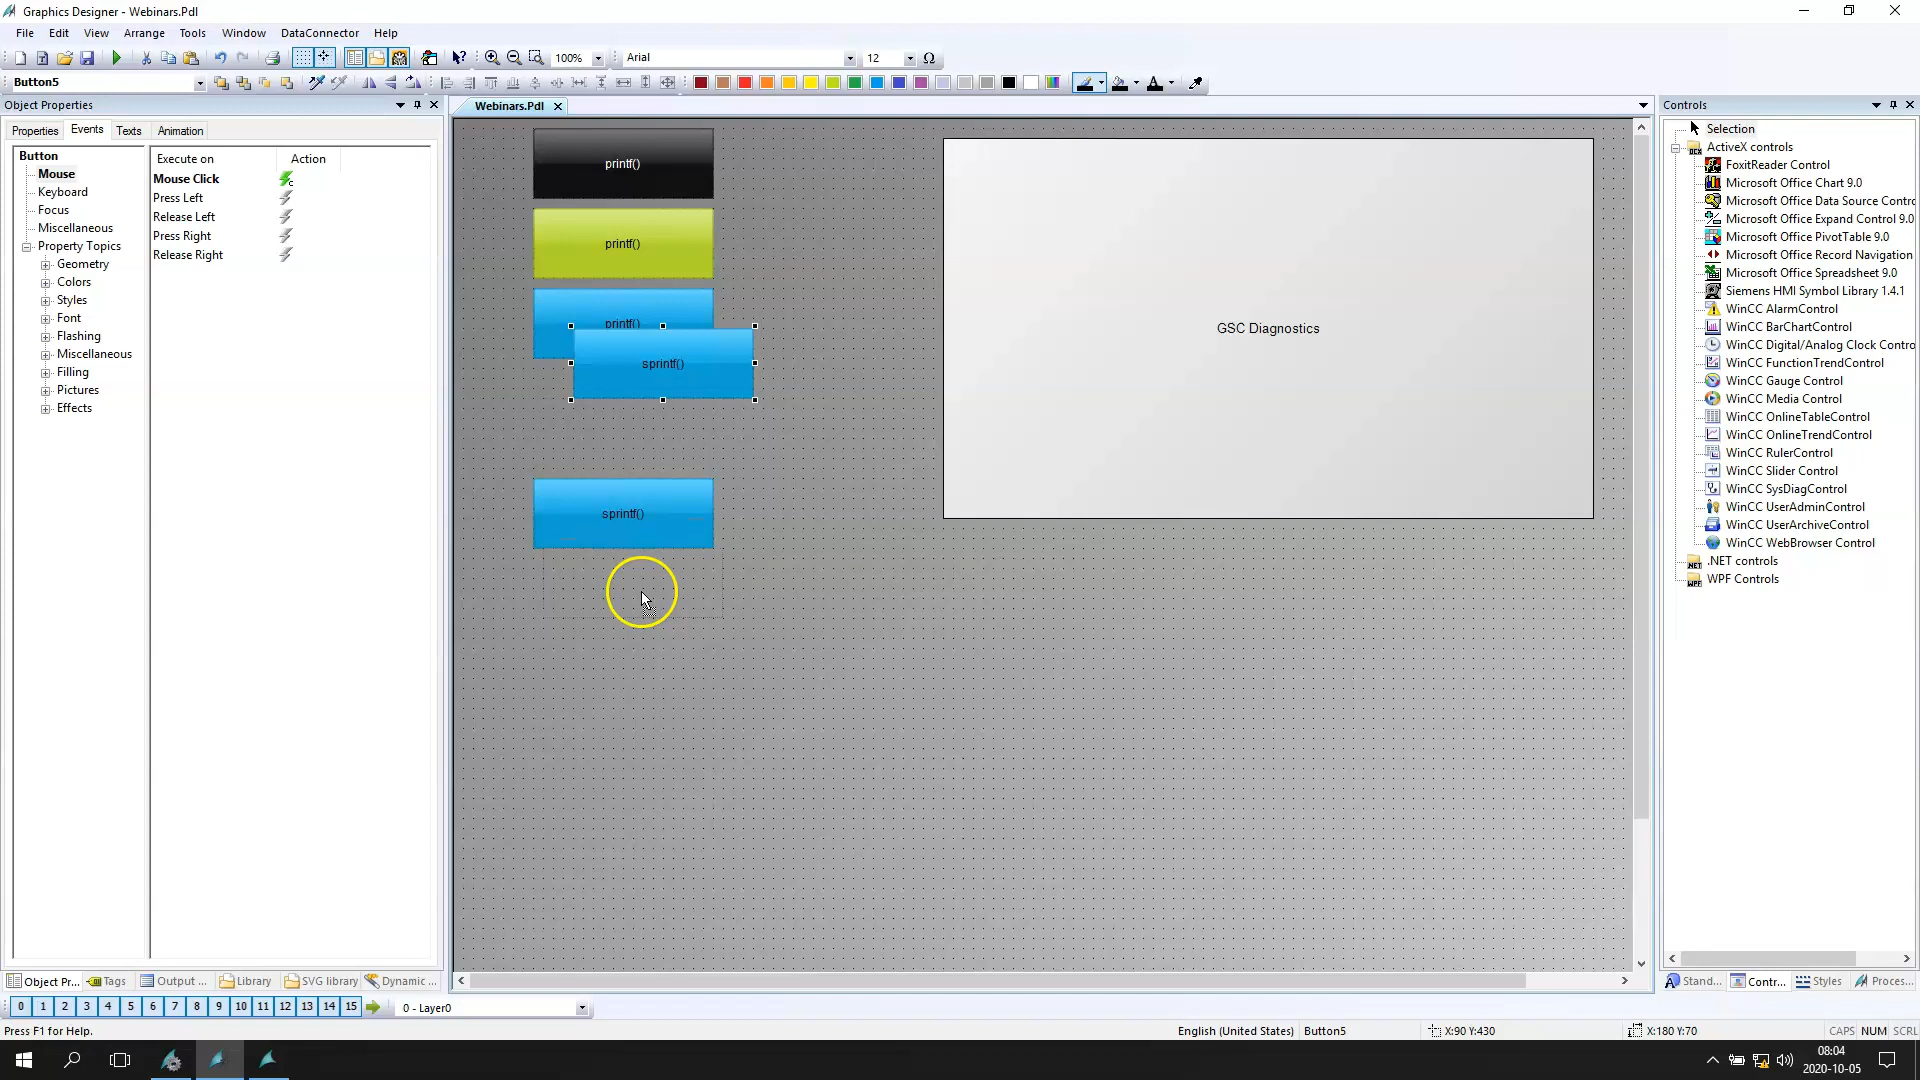 Graphics Designer - Webinars.Pdl
File Edit View Arrange Tools Window DataConnector Help
100% Arial 12 Ω
Button5
Object Properties
Webinars.Pdl
Controls
Properties Events Texts Animation
Button
Mouse
Keyboard
Focus
Miscellaneous
Property Topics
Geometry
Colors
Styles
Font
Flashing
Miscellaneous
Filling
Pictures
Effects
Execute on Action
Mouse Click
Press Left
Release Left
Press Right
Release Right
printf()
printf()
printf()
sprintf()
sprintf()
GSC Diagnostics
Selection
ActiveX controls
FoxitReader Control
Microsoft Office Chart 9.0
Microsoft Office Data Source Contro
Microsoft Office Expand Control 9.0
Microsoft Office PivotTable 9.0
Microsoft Office Record Navigation
Microsoft Office Spreadsheet 9.0
Siemens HMI Symbol Library 1.4.1
WinCC AlarmControl
WinCC BarChartControl
WinCC Digital/Analog Clock Contro
WinCC FunctionTrendControl
WinCC Gauge Control
WinCC Media Control
WinCC OnlineTableControl
WinCC OnlineTrendControl
WinCC RulerControl
WinCC Slider Control
WinCC SysDiagControl
WinCC UserAdminControl
WinCC UserArchiveControl
WinCC WebBrowser Control
.NET controls
WPF Controls
Object Pr... Tags Output ... Library SVG library Dynamic ...
Stand... Contr... Styles Proces...
0 1 2 3 4 5 6 7 8 9 10 11 12 13 14 15 0 - Layer0
Press F1 for Help. English (United States) Button5 X:90 Y:430 X:180 Y:70 CAPS NUM SCRL
08:04
2020-10-05